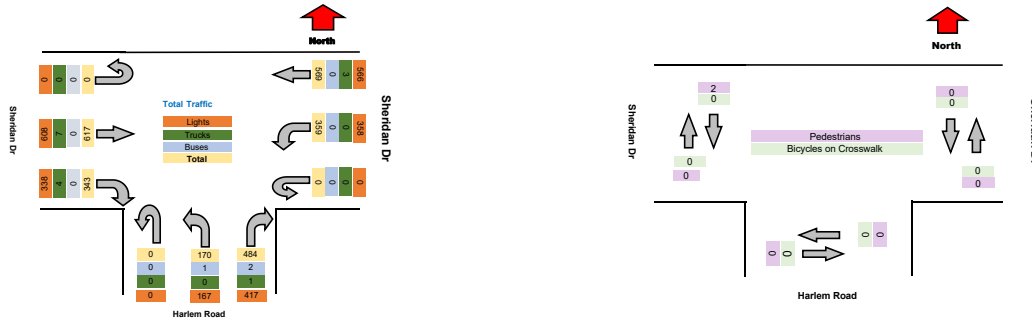 North
0 0 0 0
569 0 3 566
Sheridan Dr
Sheridan Dr
Total Traffic
Lights
Trucks
Buses
Total
608 7 0 617
359 0 0 358
338 4 0 343
0 0 0 0
0 170 484
0 1 2
0 0 1
0 167 417
Harlem Road
North
2
0
0
0
Sheridan Dr
Pedestrians
Bicycles on Crosswalk
0
0
0
0
0 0
0 0
Harlem Road